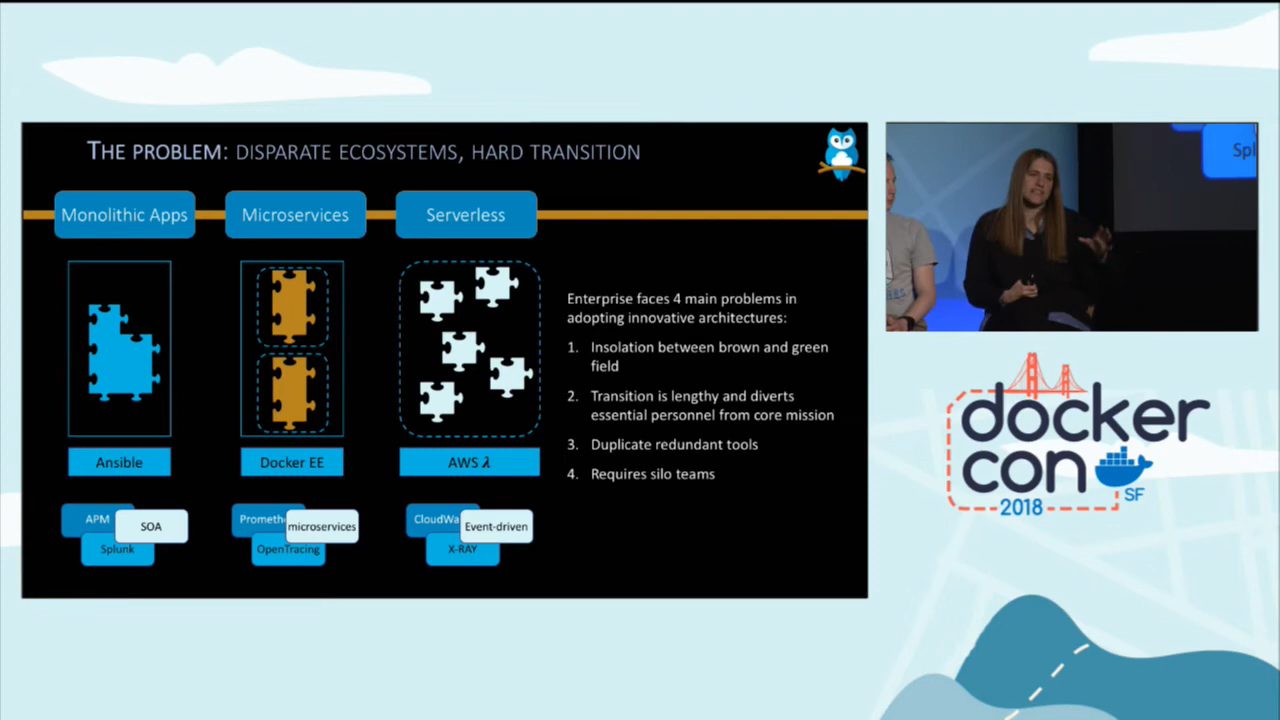 THE PROBLEM: DISPARATE ECOSYSTEMS, HARD TRANSITION
Monolithic Apps
Microservices
Serverless
Ansible
Docker EE
AWS λ
APM
SOA
Splunk
Prometh
microservices
OpenTracing
CloudWa
Event-driven
X-RAY
Enterprise faces 4 main problems in
adopting innovative architectures:
1. Insolation between brown and green
field
2. Transition is lengthy and diverts
essential personnel from core mission
3. Duplicate redundant tools
4. Requires silo teams
Spl
docker
con
2018
SF